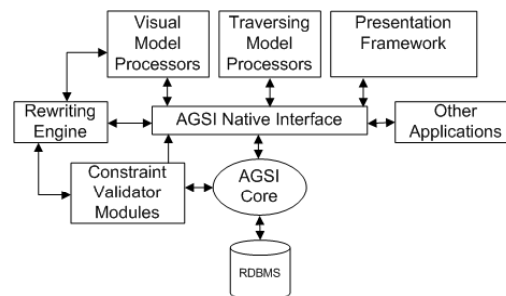 Visual
Model
Processors
Traversing
Model
Processors
Presentation
Framework
Rewriting
Engine
AGSI Native Interface
Other
Applications
Constraint
Validator
Modules
AGSI
Core
RDBMS